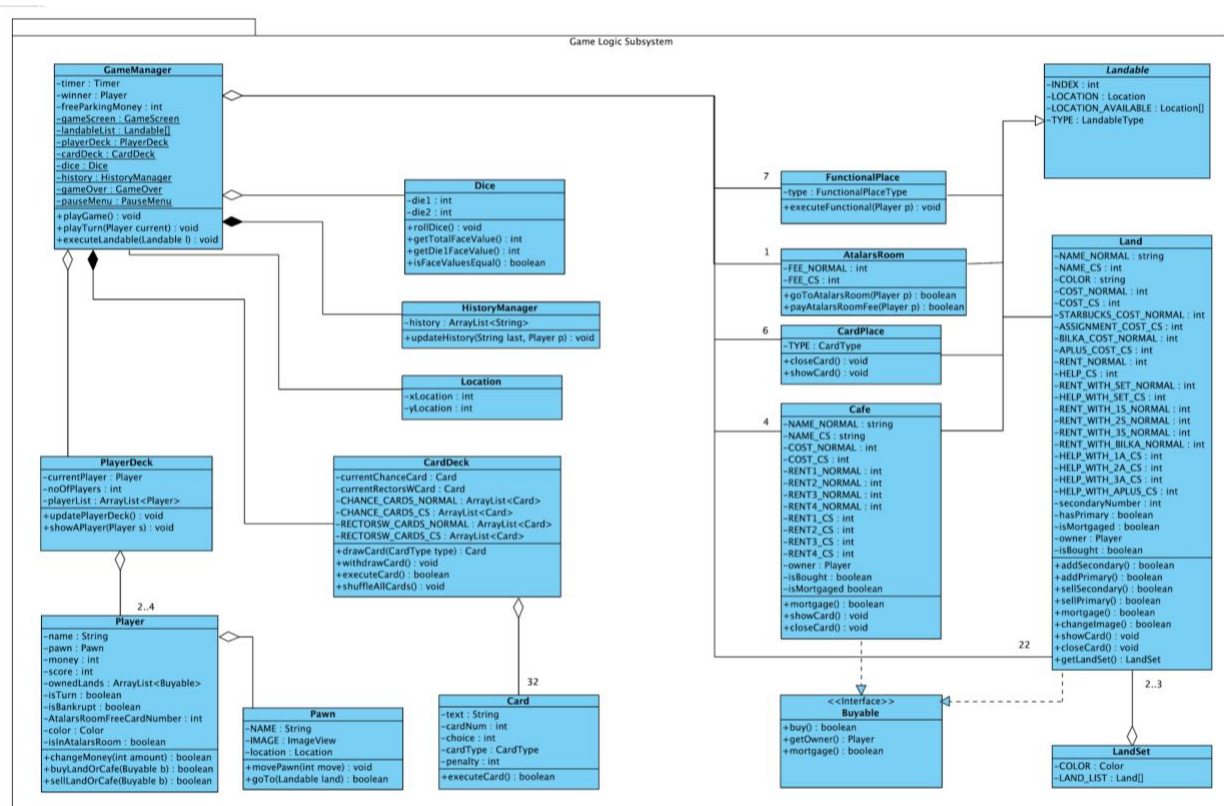 Game Logic Subsystem
GameManager
-timer : Timer
-winner : Player
-freeParkingMoney : int
-gameScreen : GameScreen
-landableList : Landable[]
-playerDeck : PlayerDeck
-cardDeck : CardDeck
-dice : Dice
-history : HistoryManager
-gameOver : GameOver
-pauseMenu : PauseMenu
+playGame() : void
+playTurn(Player current) : void
+executeLandable(Landable l) : void
Dice
-die1 : int
-die2 : int
+rollDice() : void
+getTotalFaceValue() : int
+getDie1FaceValue() : int
+isFaceValuesEqual() : boolean
HistoryManager
-history : ArrayList<String>
+updateHistory(String last, Player p) : void
Location
-xLocation : int
-yLocation : int
PlayerDeck
-currentPlayer : Player
-noOfPlayers : int
-playerList : ArrayList<Player>
+updatePlayerDeck() : void
+showAPlayer(Player s) : void
2..4
CardDeck
-currentChanceCard : Card
-currentRectorsWCard : Card
-CHANCE_CARDS_NORMAL : ArrayList<Card>
-CHANCE_CARDS_CS : ArrayList<Card>
-RECTORSW_CARDS_NORMAL : ArrayList<Card>
-RECTORSW_CARDS_CS : ArrayList<Card>
+drawCard(CardType type) : Card
+withdrawCard() : void
+executeCard() : boolean
+shuffleAllCards() : void
32
Player
-name : String
-pawn : Pawn
-money : int
-score : int
-ownedLands : ArrayList<Buyable>
-isTurn : boolean
-isBankrupt : boolean
-AtalarsRoomFreeCardNumber : int
-color : Color
-isInAtalarsRoom : boolean
+changeMoney(int amount) : boolean
+buyLandOrCafe(Buyable b) : boolean
+sellLandOrCafe(Buyable b) : boolean
Pawn
-NAME : String
-IMAGE : ImageView
-location : Location
+movePawn(int move) : void
+goTo(Landable land) : boolean
Card
-text : String
-cardNum : int
-choice : int
-cardType : CardType
-penalty : int
+executeCard() : boolean
7
FunctionalPlace
-type : FunctionalPlaceType
+executeFunctional(Player p) : void
1
AtalarsRoom
-FEE_NORMAL : int
-FEE_CS : int
+goToAtalarsRoom(Player p) : boolean
+payAtalarsRoomFee(Player p) : boolean
6
CardPlace
-TYPE : CardType
+closeCard() : void
+showCard() : void
4
Cafe
-NAME_NORMAL : string
-NAME_CS : string
-COST_NORMAL : int
-COST_CS : int
-RENT1_NORMAL : int
-RENT2_NORMAL : int
-RENT3_NORMAL : int
-RENT4_NORMAL : int
-RENT1_CS : int
-RENT2_CS : int
-RENT3_CS : int
-RENT4_CS : int
-owner : Player
-isBought : boolean
-isMortgaged boolean
+mortgage() : boolean
+showCard() : void
+closeCard() : void
22
<<Interface>>
Buyable
+buy() : boolean
+getOwner() : Player
+mortgage() : boolean
Landable
-INDEX : int
-LOCATION : Location
-LOCATION_AVAILABLE : Location[]
-TYPE : LandableType
Land
-NAME_NORMAL : string
-NAME_CS : int
-COLOR : string
-COST_NORMAL : int
-COST_CS : int
-STARBUCKS_COST_NORMAL : int
-ASSIGNMENT_COST_CS : int
-BILKA_COST_NORMAL : int
-APLUS_COST_CS : int
-RENT_NORMAL : int
-HELP_CS : int
-RENT_WITH_SET_NORMAL : int
-HELP_WITH_SET_CS : int
-RENT_WITH_1S_NORMAL : int
-RENT_WITH_2S_NORMAL : int
-RENT_WITH_3S_NORMAL : int
-RENT_WITH_BILKA_NORMAL : int
-HELP_WITH_1A_CS : int
-HELP_WITH_2A_CS : int
-HELP_WITH_3A_CS : int
-HELP_WITH_APLUS_CS : int
-secondaryNumber : int
-hasPrimary : boolean
-isMortgaged : boolean
-owner : Player
-isBought : boolean
+addSecondary() : boolean
+addPrimary() : boolean
+sellSecondary() : boolean
+sellPrimary() : boolean
+mortgage() : boolean
+changeImage() : boolean
+showCard() : void
+closeCard() : void
+getLandSet() : LandSet
2..3
LandSet
-COLOR : Color
-LAND_LIST : Land[]